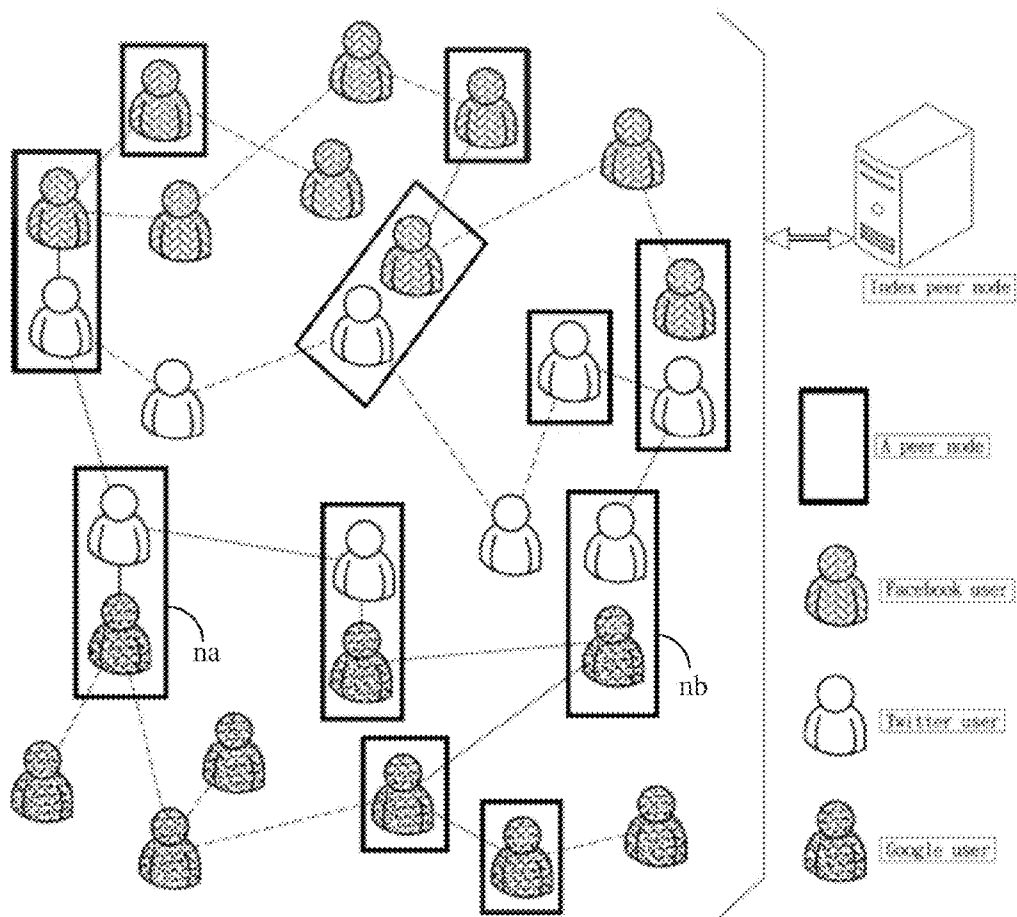 Index peer node
A peer node
Facebook user
na
nb
Twitter user
Google user